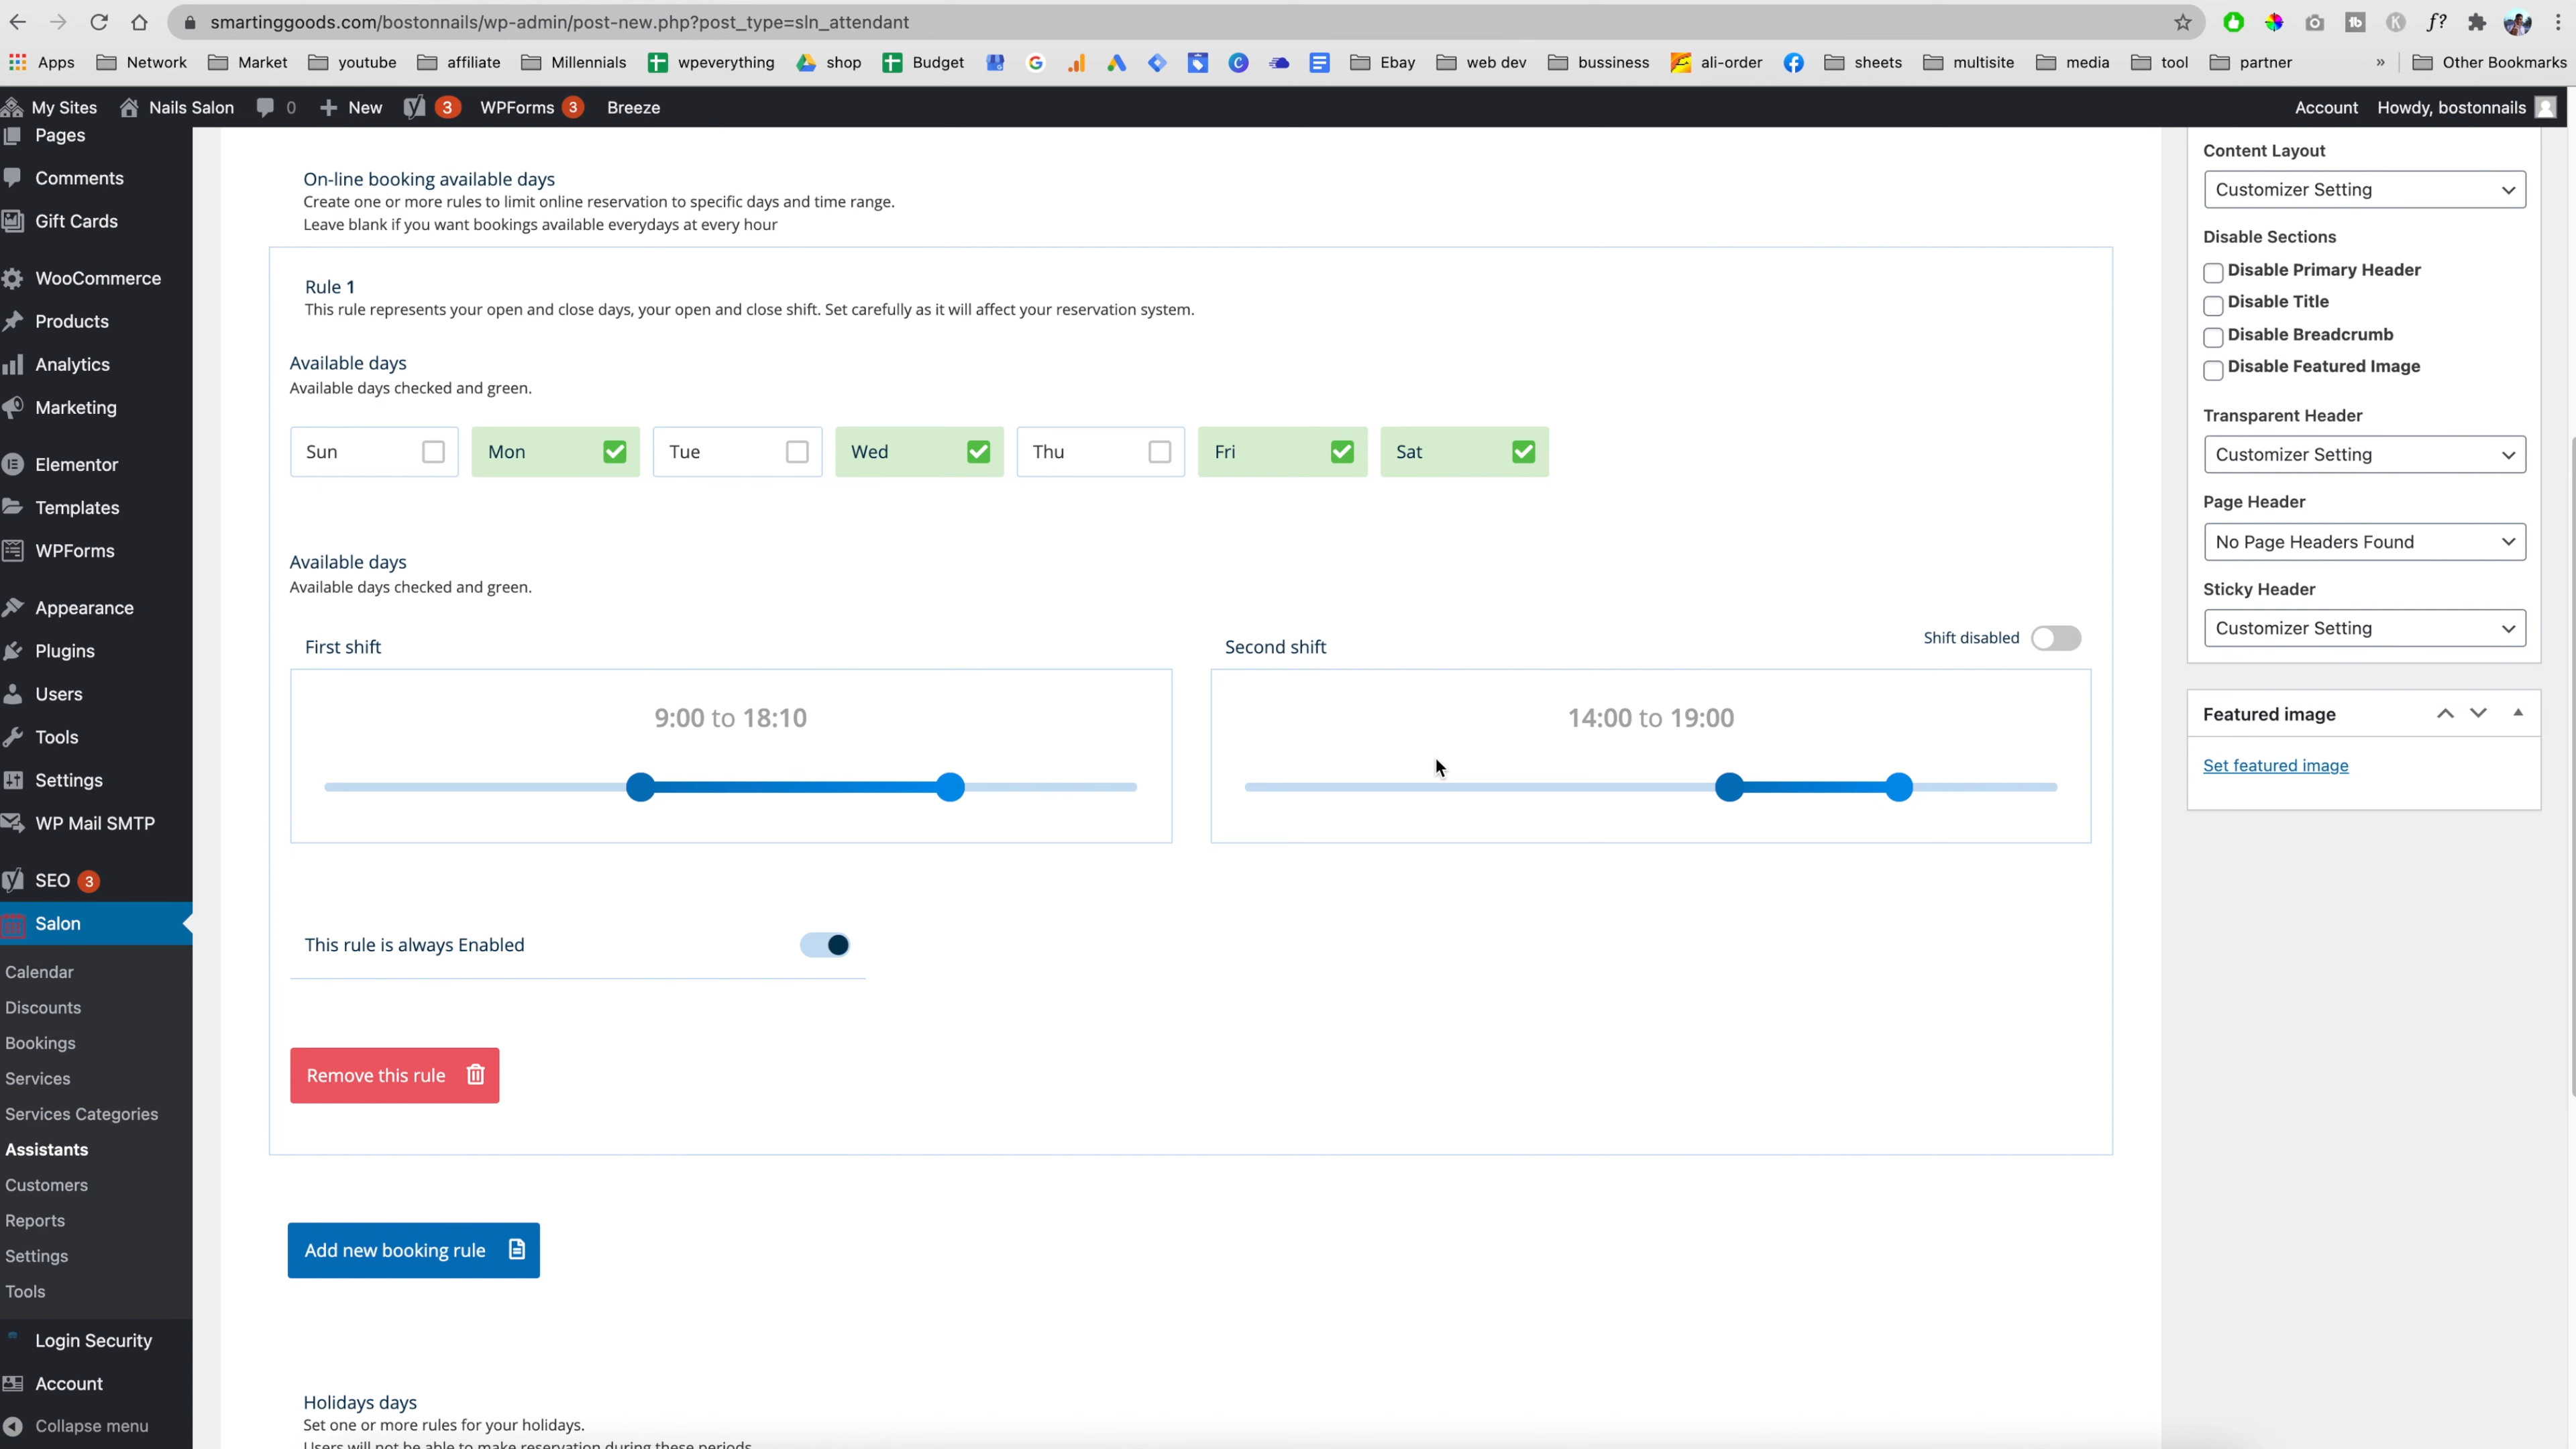 smartinggoods.com/bostonnails/wp-admin/post-new.php?post_type=sln_attendant
Apps Network Market youtube affiliate Millennials wpeverything shop Budget Ebay web dev bussiness ali-order sheets multisite media tool partner » Other Bookmarks
My Sites Nails Salon 0 New 3 WPForms 3 Breeze Account Howdy, bostonnails
Pages
Comments
Gift Cards
WooCommerce
Products
Analytics
Marketing
Elementor
Templates
WPForms
Appearance
Plugins
Users
Tools
Settings
WP Mail SMTP
SEO 3
Salon
Calendar
Discounts
Bookings
Services
Services Categories
Assistants
Customers
Reports
Settings
Tools
Login Security
Account
Collapse menu
On-line booking available days
Create one or more rules to limit online reservation to specific days and time range.
Leave blank if you want bookings available everydays at every hour
Rule 1
This rule represents your open and close days, your open and close shift. Set carefully as it will affect your reservation system.
Available days
Available days checked and green.
Sun Mon Tue Wed Thu Fri Sat
Available days
Available days checked and green.
First shift
9:00 to 18:10
Second shift
Shift disabled
14:00 to 19:00
This rule is always Enabled
Remove this rule
Add new booking rule
Holidays days
Set one or more rules for your holidays.
Users will not be able to make reservation during these periods
Content Layout
Customizer Setting
Disable Sections
Disable Primary Header
Disable Title
Disable Breadcrumb
Disable Featured Image
Transparent Header
Customizer Setting
Page Header
No Page Headers Found
Sticky Header
Customizer Setting
Featured image
Set featured image